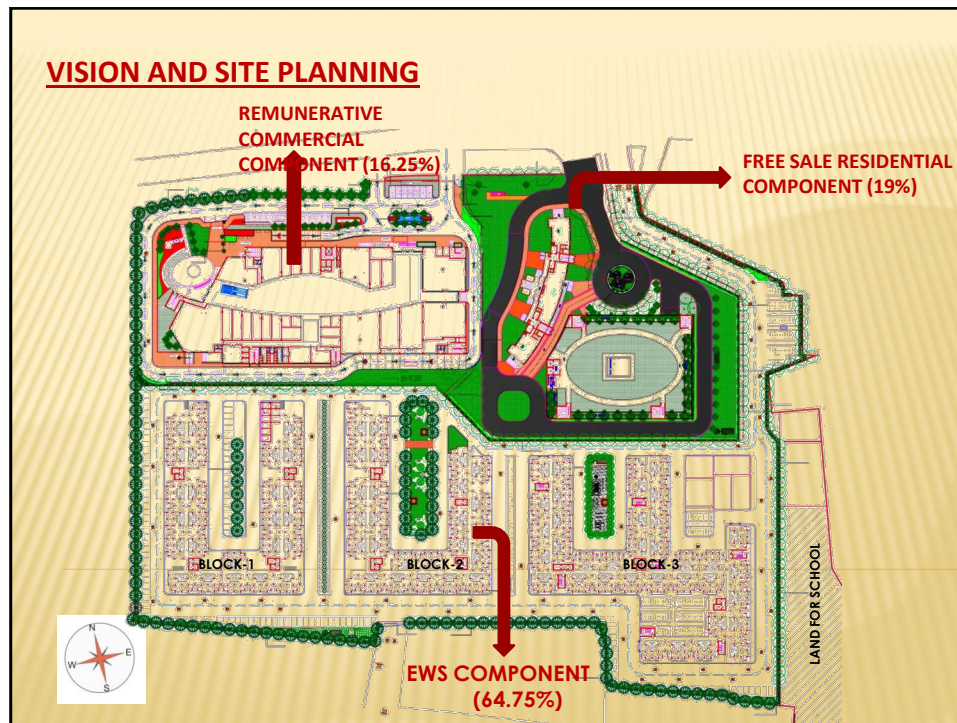 VISION AND SITE PLANNING
REMUNERATIVE
COMMERCIAL
COMPONENT (16.25%)
FREE SALE RESIDENTIAL
COMPONENT (19%)
BLOCK-1
BLOCK-2
BLOCK-3
LAND FOR SCHOOL
N
W
E
S
EWS COMPONENT
(64.75%)